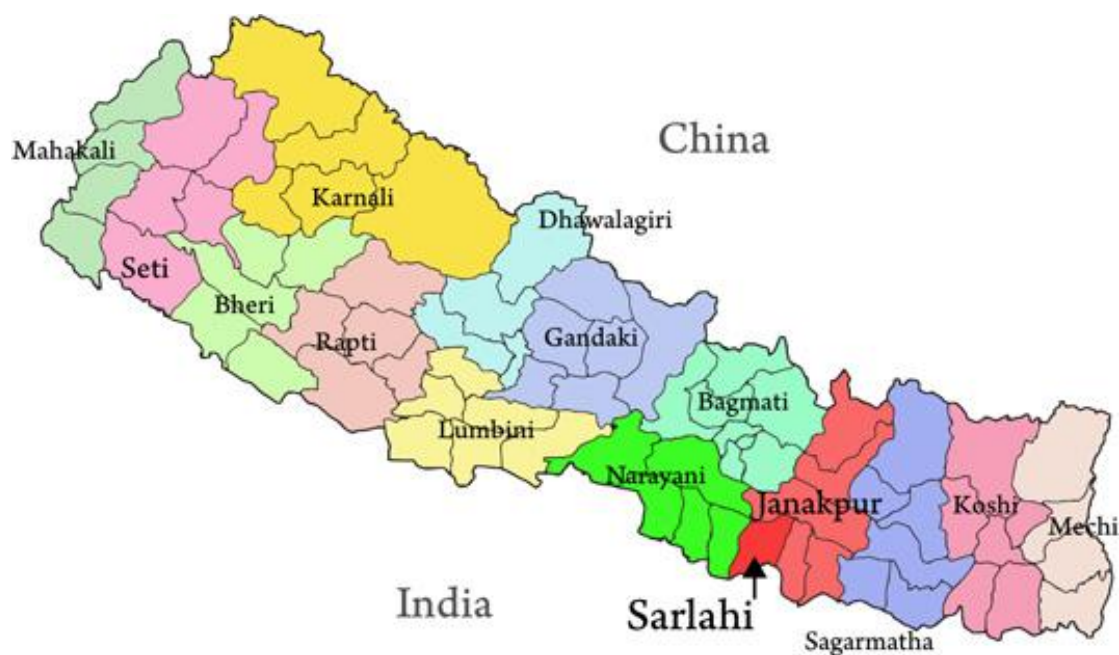 China
Mahakali
Karnali
Dhawalagiri
Seti
Bheri
Rapti
Gandaki
Bagmati
Lumbini
Narayani
Janakpur
Koshi
Mechi
India
Sarlahi
Sagarmatha